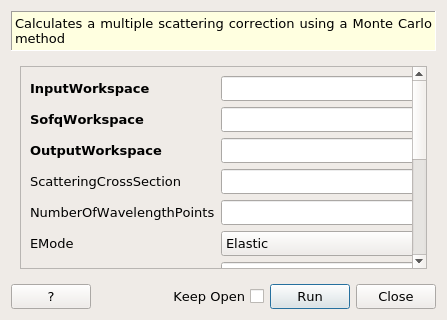 Calculates a multiple scattering correction using a Monte Carlo
method
InputWorkspace
SofqWorkspace
OutputWorkspace
ScatteringCrossSection
NumberOfWavelengthPoints
EMode Elastic
? Keep Open Run Close